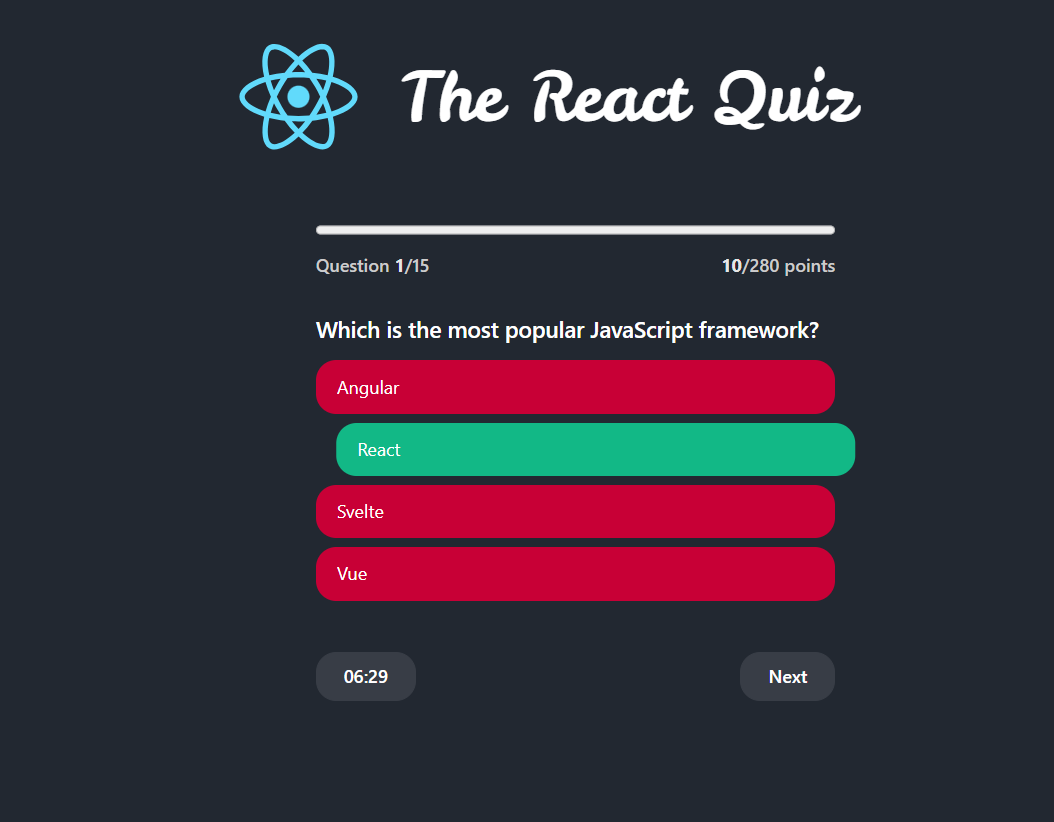 The React Quiz
Question 1/15
10/280 points
Which is the most popular JavaScript framework?
Angular
React
Svelte
Vue
06:29
Next